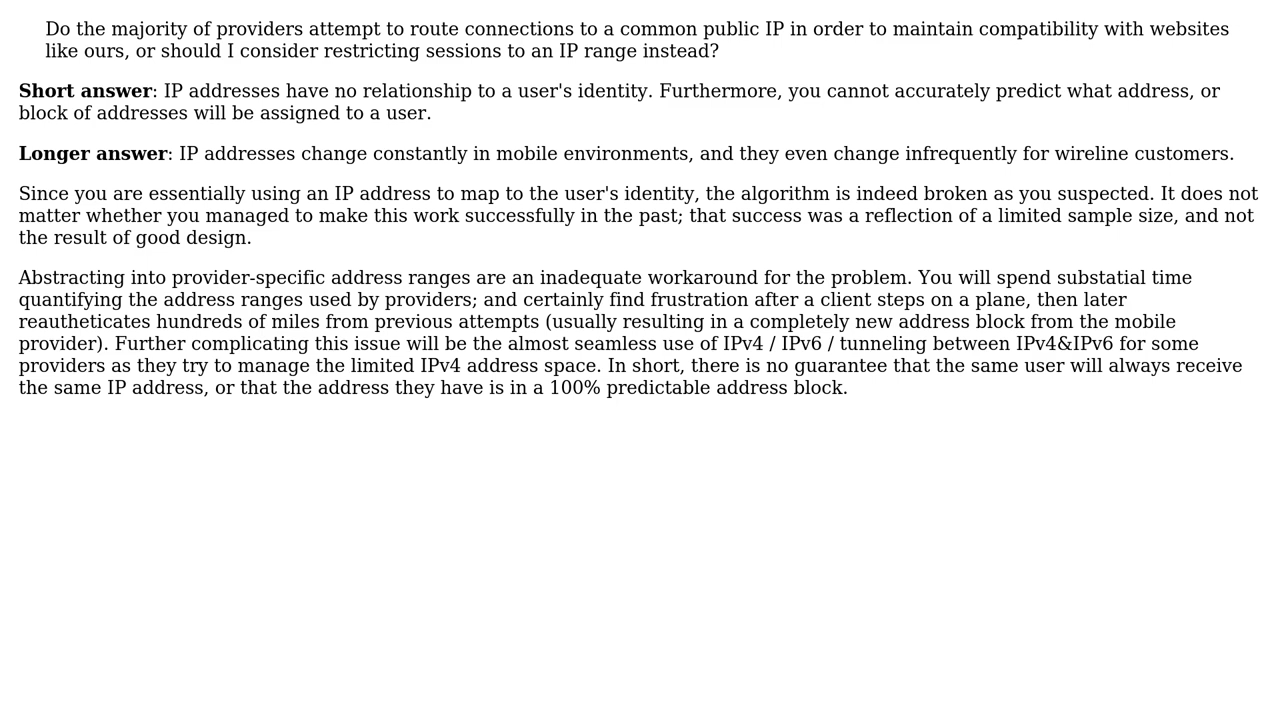 Do the majority of providers attempt to route connections to a common public IP in order to maintain compatibility with websites
like ours, or should I consider restricting sessions to an IP range instead?
Short answer: IP addresses have no relationship to a user's identity. Furthermore, you cannot accurately predict what address, or
block of addresses will be assigned to a user.
Longer answer: IP addresses change constantly in mobile environments, and they even change infrequently for wireline customers.
Since you are essentially using an IP address to map to the user's identity, the algorithm is indeed broken as you suspected. It does not
matter whether you managed to make this work successfully in the past; that success was a reflection of a limited sample size, and not
the result of good design.
Abstracting into provider-specific address ranges are an inadequate workaround for the problem. You will spend substatial time
quantifying the address ranges used by providers; and certainly find frustration after a client steps on a plane, then later
reautheticates hundreds of miles from previous attempts (usually resulting in a completely new address block from the mobile
provider). Further complicating this issue will be the almost seamless use of IPv4 / IPv6 / tunneling between IPv4&IPv6 for some
providers as they try to manage the limited IPv4 address space. In short, there is no guarantee that the same user will always receive
the same IP address, or that the address they have is in a 100% predictable address block.